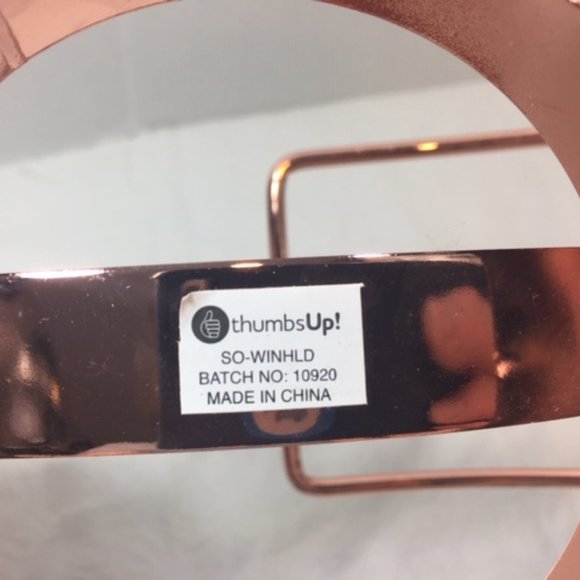 thumbsUp!
SO-WINHLD
BATCH NO: 10920
MADE IN CHINA